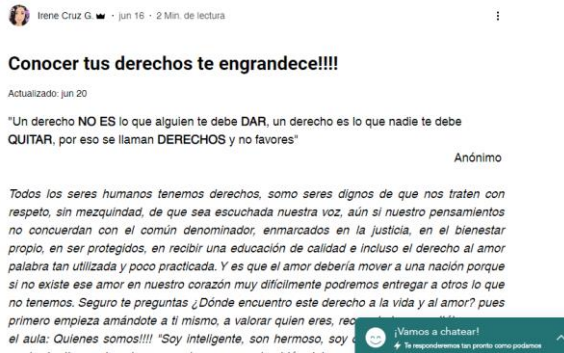 Irene Cruz G. · jun 16 · 2 Min. de lectura
Conocer tus derechos te engrandece!!!!
Actualizado: jun 20
"Un derecho NO ES lo que alguien te debe DAR, un derecho es lo que nadie te debe
QUITAR, por eso se llaman DERECHOS y no favores"
Anónimo
Todos los seres humanos tenemos derechos, somo seres dignos de que nos traten con
respeto, sin mezquindad, de que sea escuchada nuestra voz, aún si nuestro pensamientos
no concuerdan con el común denominador, enmarcados en la justicia, en el bienestar
propio, en ser protegidos, en recibir una educación de calidad e incluso el derecho al amor
palabra tan utilizada y poco practicada. Y es que el amor debería mover a una nación porque
si no existe ese amor en nuestro corazón muy difícilmente podremos entregar a otros lo que
no tenemos. Seguro te preguntas ¿Dónde encuentro este derecho a la vida y al amor? pues
primero empieza amándote a ti mismo, a valorar quien eres,
el aula: Quienes somos!!!! "Soy inteligente, son hermoso, soy
¡Vamos a chatear!
Te responderemos tan pronto como podamos